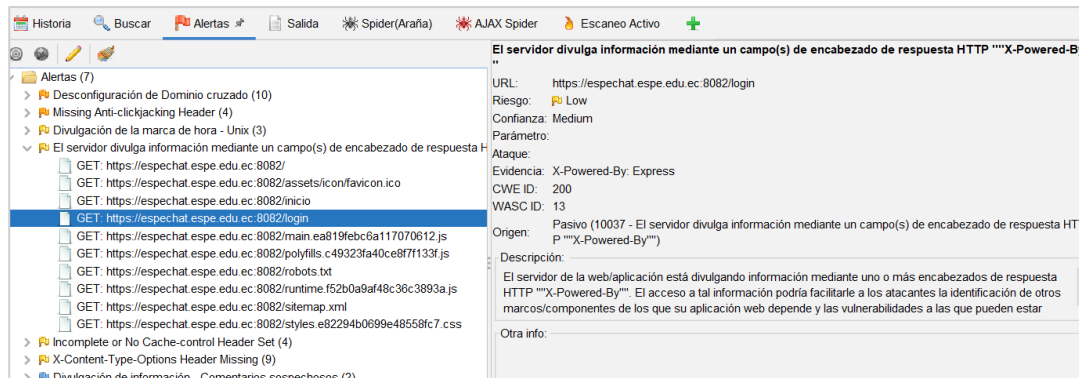 Historia Buscar Alertas Salida Spider(Araña) AJAX Spider Escaneo Activo
Alertas (7)
Desconfiguración de Dominio cruzado (10)
Missing Anti-clickjacking Header (4)
Divulgación de la marca de hora - Unix (3)
El servidor divulga información mediante un campo(s) de encabezado de respuesta H
GET: https://espechat.espe.edu.ec:8082/
GET: https://espechat.espe.edu.ec:8082/assets/icon/favicon.ico
GET: https://espechat.espe.edu.ec:8082/inicio
GET: https://espechat.espe.edu.ec:8082/login
GET: https://espechat.espe.edu.ec:8082/main.ea819febc6a117070612.js
GET: https://espechat.espe.edu.ec:8082/polyfills.c49323fa40ce8f7f133f.js
GET: https://espechat.espe.edu.ec:8082/robots.txt
GET: https://espechat.espe.edu.ec:8082/runtime.f52b0a9af48c36c3893a.js
GET: https://espechat.espe.edu.ec:8082/sitemap.xml
GET: https://espechat.espe.edu.ec:8082/styles.e82294b0699e48558fc7.css
Incomplete or No Cache-control Header Set (4)
X-Content-Type-Options Header Missing (9)
Divulgación de información - Comentarios sospechosos (2)
El servidor divulga información mediante un campo(s) de encabezado de respuesta HTTP ""X-Powered-By
"
URL: https://espechat.espe.edu.ec:8082/login
Riesgo: Low
Confianza: Medium
Parámetro:
Ataque:
Evidencia: X-Powered-By: Express
CWE ID: 200
WASC ID: 13
Origen: Pasivo (10037 - El servidor divulga información mediante un campo(s) de encabezado de respuesta HT
P ""X-Powered-By"")
Descripción:
El servidor de la web/aplicación está divulgando información mediante uno o más encabezados de respuesta
HTTP ""X-Powered-By"". El acceso a tal información podría facilitarle a los atacantes la identificación de otros
marcos/componentes de los que su aplicación web depende y las vulnerabilidades a las que pueden estar
Otra info: